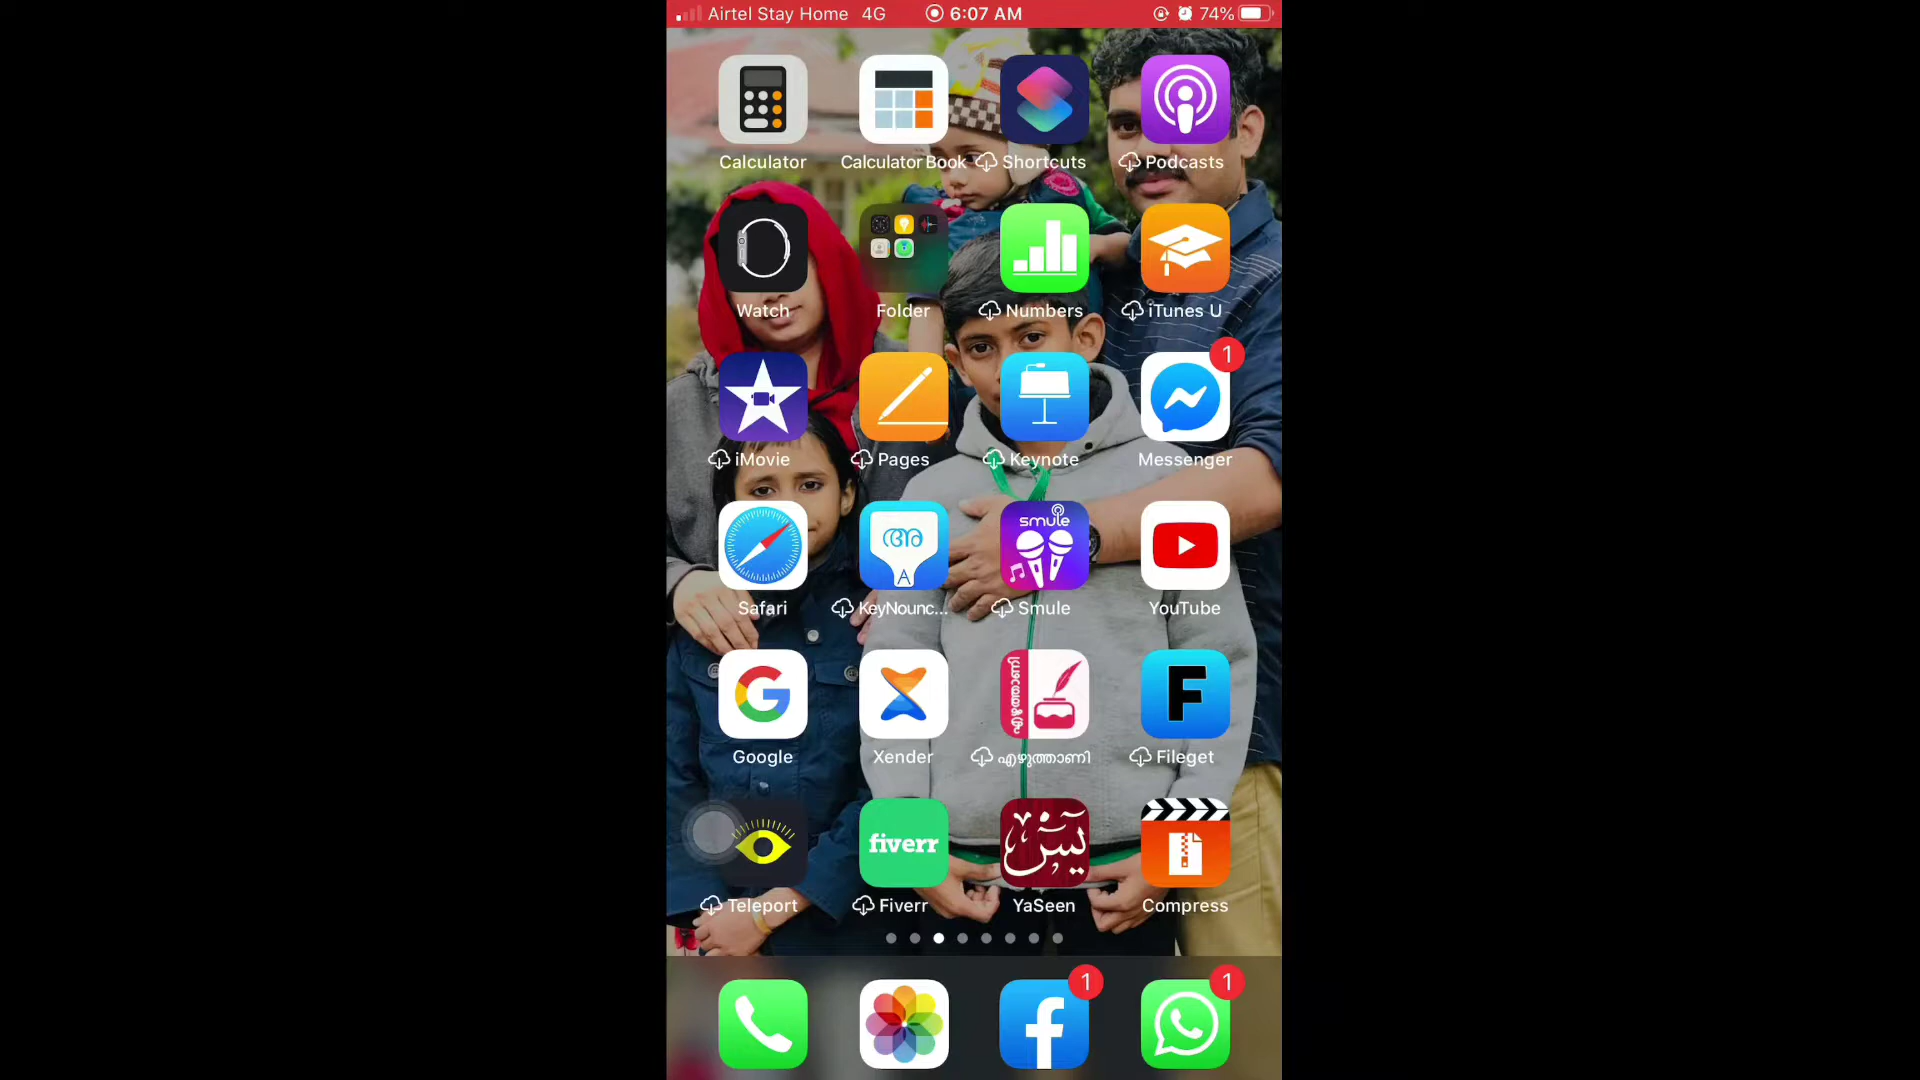 Airtel Stay Home 4G 6:07 AM 74%
Calculator Calculator Book Shortcuts Podcasts
Watch Folder Numbers iTunes U
1
iMovie Pages Keynote Messenger
അ
A
smule
Safari KeyNounc... Smule YouTube
G
എഴുത്താണി
F
Google Xender എഴുത്താണി Fileget
fiverr
يس
Teleport Fiverr YaSeen Compress
1 1
f